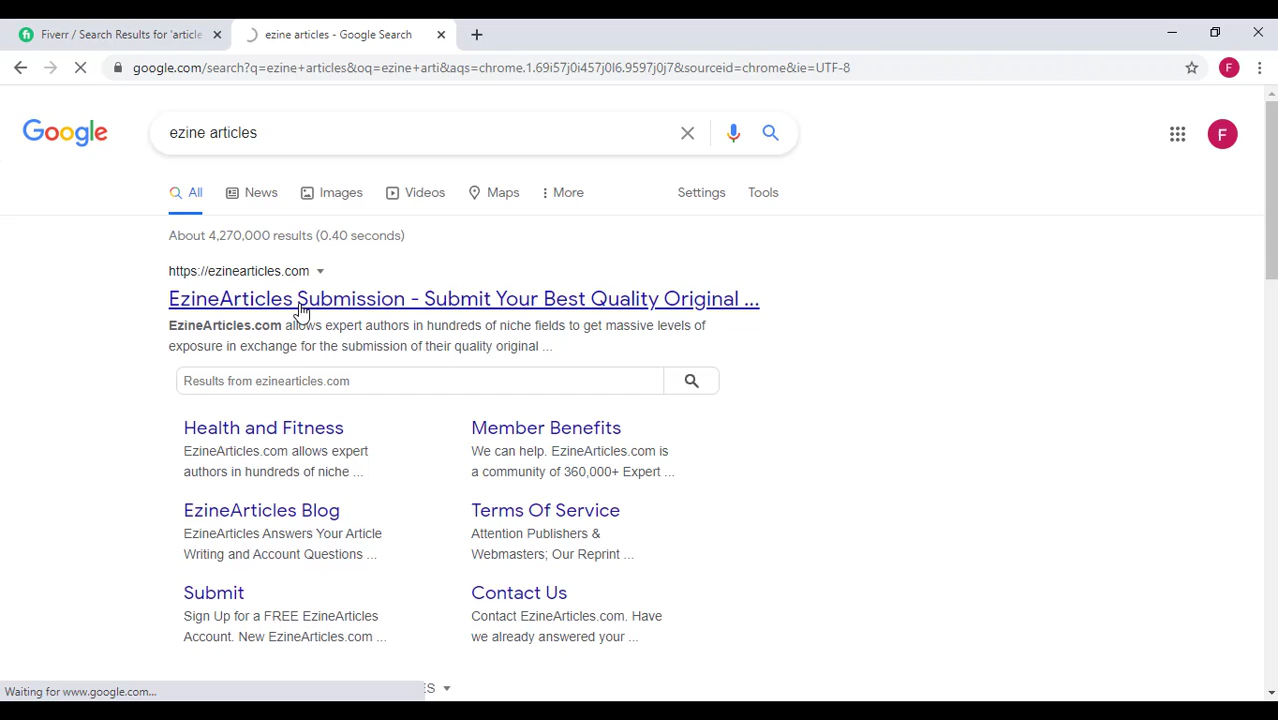 Fiverr / Search Results for 'article
ezine articles - Google Search
google.com/search?q=ezine+articles&oq=ezine+arti&aqs=chrome.1.69i57j0i457j0l6.9597j0j7&sourceid=chrome&ie=UTF-8
F
Google
ezine articles
F
All
News
Images
Videos
Maps
More
Settings
Tools
About 4,270,000 results (0.40 seconds)
https://ezinearticles.com
EzineArticles Submission - Submit Your Best Quality Original ...
EzineArticles.com allows expert authors in hundreds of niche fields to get massive levels of
exposure in exchange for the submission of their quality original ...
Results from ezinearticles.com
Health and Fitness
EzineArticles.com allows expert
authors in hundreds of niche ...
Member Benefits
We can help. EzineArticles.com is
a community of 360,000+ Expert ...
EzineArticles Blog
EzineArticles Answers Your Article
Writing and Account Questions ...
Terms Of Service
Attention Publishers &
Webmasters; Our Reprint ...
Submit
Sign Up for a FREE EzineArticles
Account. New EzineArticles.com ...
Contact Us
Contact EzineArticles.com. Have
we already answered your ...
Waiting for www.google.com...